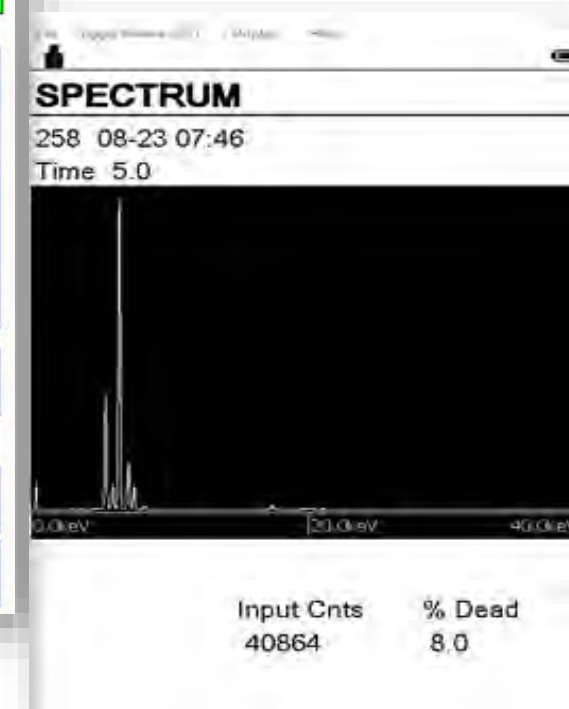 SPECTRUM
258 08-23 07:46
Time 5.0
0.0keV 20.0keV 40.0keV
Input Cnts % Dead
40864 8.0